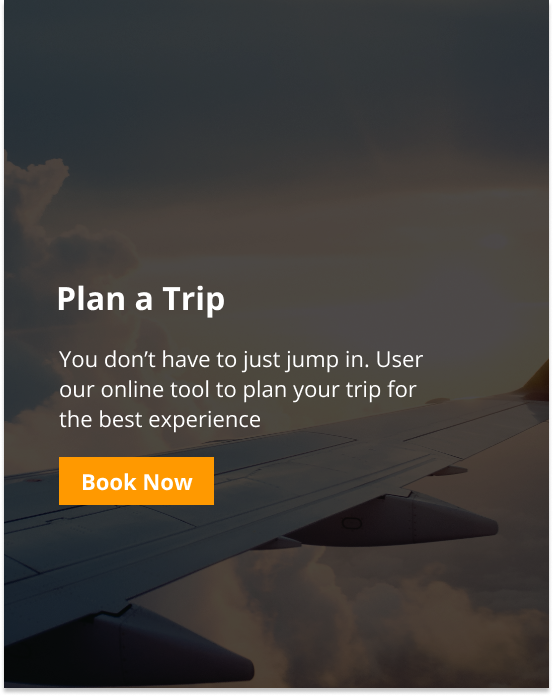 Plan a Trip
You don’t have to just jump in. User
our online tool to plan your trip for
the best experience
Book Now